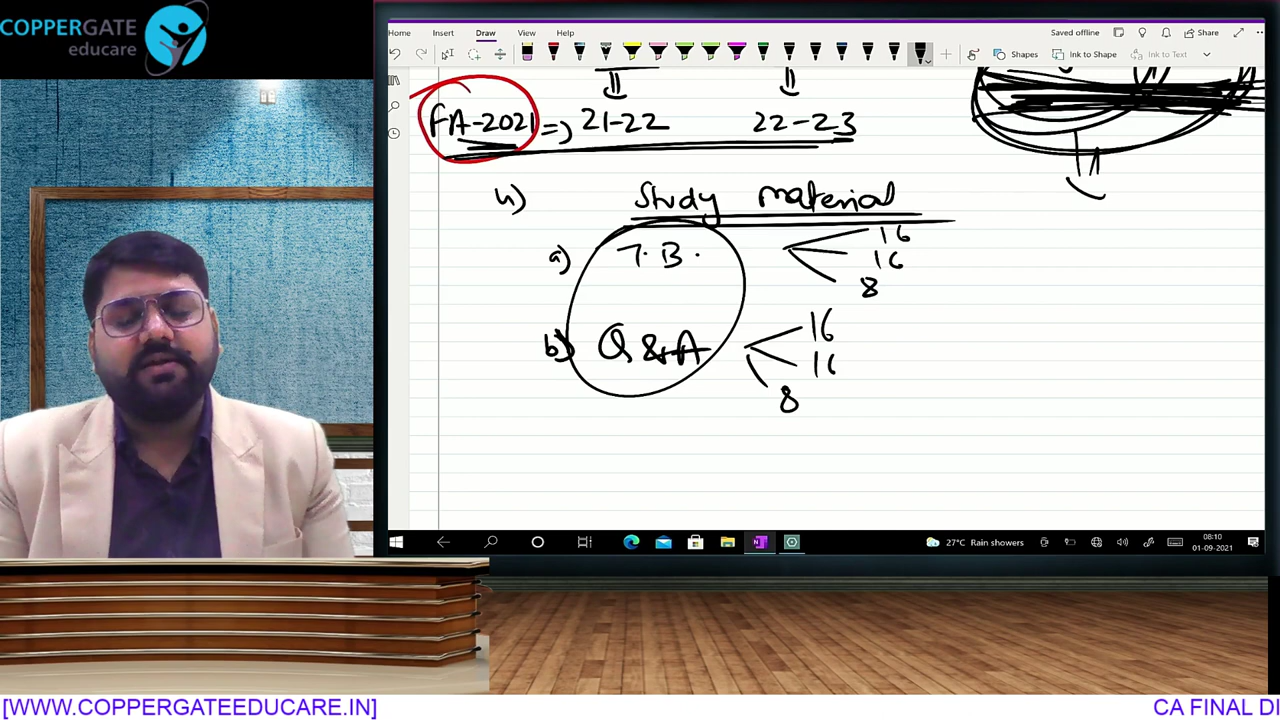 COPPERGATE
educare
Home Insert Draw View Help
Saved offline
Share
Shapes
Ink to Shape
Ink to Text
FA-2021 => 21-22 22-23
4) Study material
a) T.B. 16
16
8
b) Q & A 16
16
8
27°C Rain showers
08:10
01-09-2021
[WWW.COPPERGATEEDUCARE.IN]
CA FINAL DI